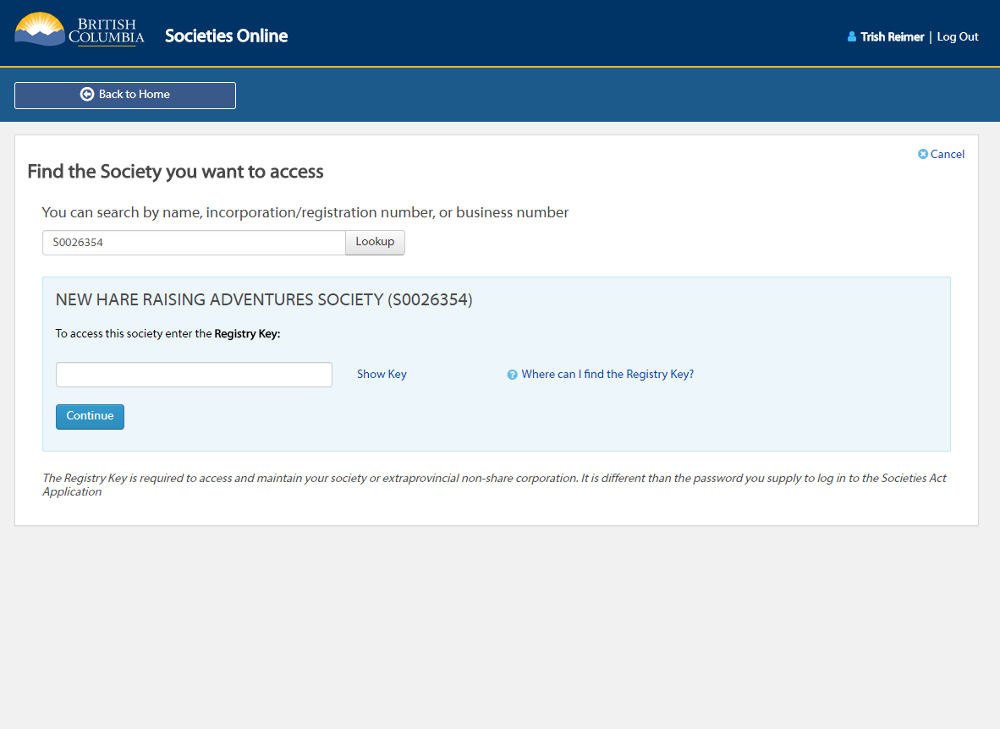 BRITISH
COLUMBIA
Societies Online
Trish Reimer | Log Out
Back to Home
Cancel
Find the Society you want to access
You can search by name, incorporation/registration number, or business number
S0026354 Lookup
NEW HARE RAISING ADVENTURES SOCIETY (S0026354)
To access this society enter the Registry Key:
Show Key ? Where can I find the Registry Key?
Continue
The Registry Key is required to access and maintain your society or extraprovincial non-share corporation. It is different than the password you supply to log in to the Societies Act
Application